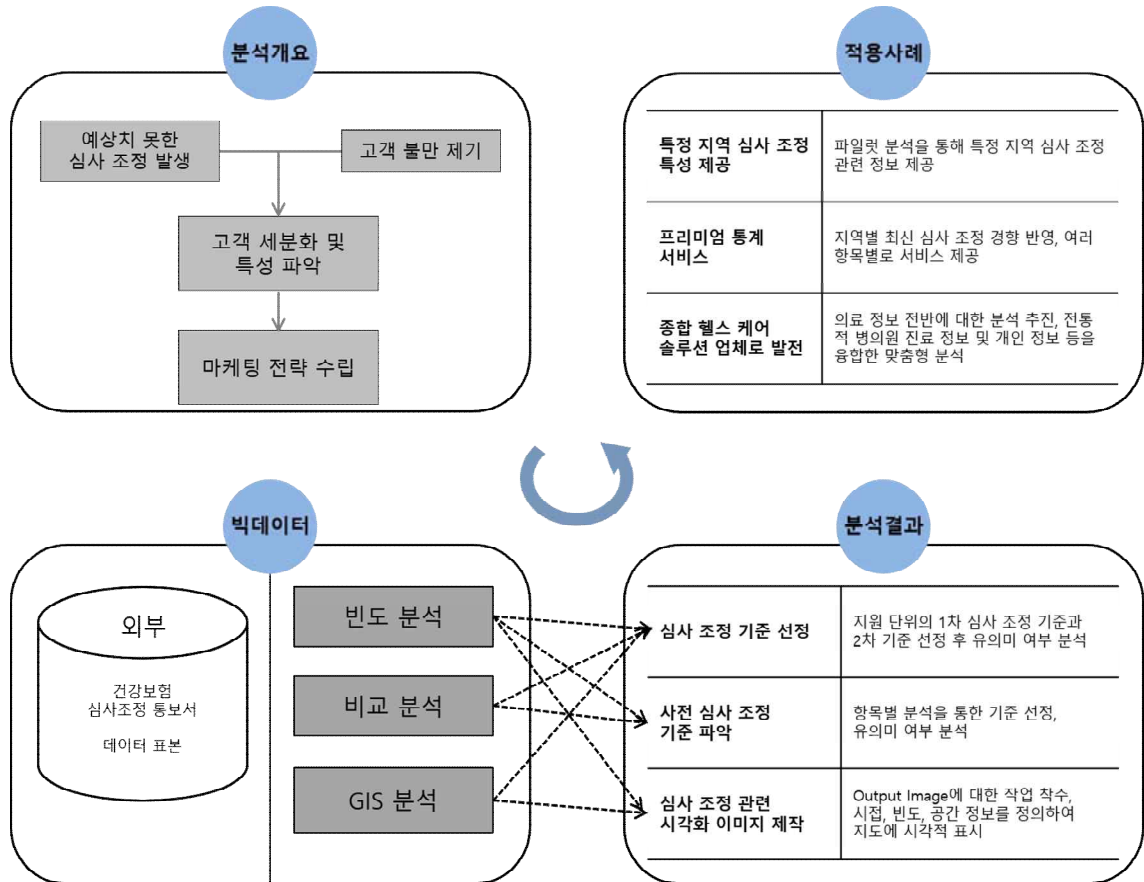 분석개요
예상치 못한
심사 조정 발생
고객 불만 제기
고객 세분화 및
특성 파악
마케팅 전략 수립
적용사례
특정 지역 심사 조정
특성 제공
파일럿 분석을 통해 특정 지역 심사 조정
관련 정보 제공
프리미엄 통계
서비스
지역별 최신 심사 조정 경향 반영, 여러
항목별로 서비스 제공
종합 헬스 케어
솔루션 업체로 발전
의료 정보 전반에 대한 분석 추진, 전통
적 병의원 진료 정보 및 개인 정보 등을
융합한 맞춤형 분석
빅데이터
외부
건강보험
심사조정 통보서
데이터 표본
빈도 분석
비교 분석
GIS 분석
분석결과
심사 조정 기준 선정
지원 단위의 1차 심사 조정 기준과
2차 기준 선정 후 유의미 여부 분석
사전 심사 조정
기준 파악
항목별 분석을 통한 기준 선정,
유의미 여부 분석
심사 조정 관련
시각화 이미지 제작
Output Image에 대한 작업 착수,
시접, 빈도, 공간 정보를 정의하여
지도에 시각적 표시